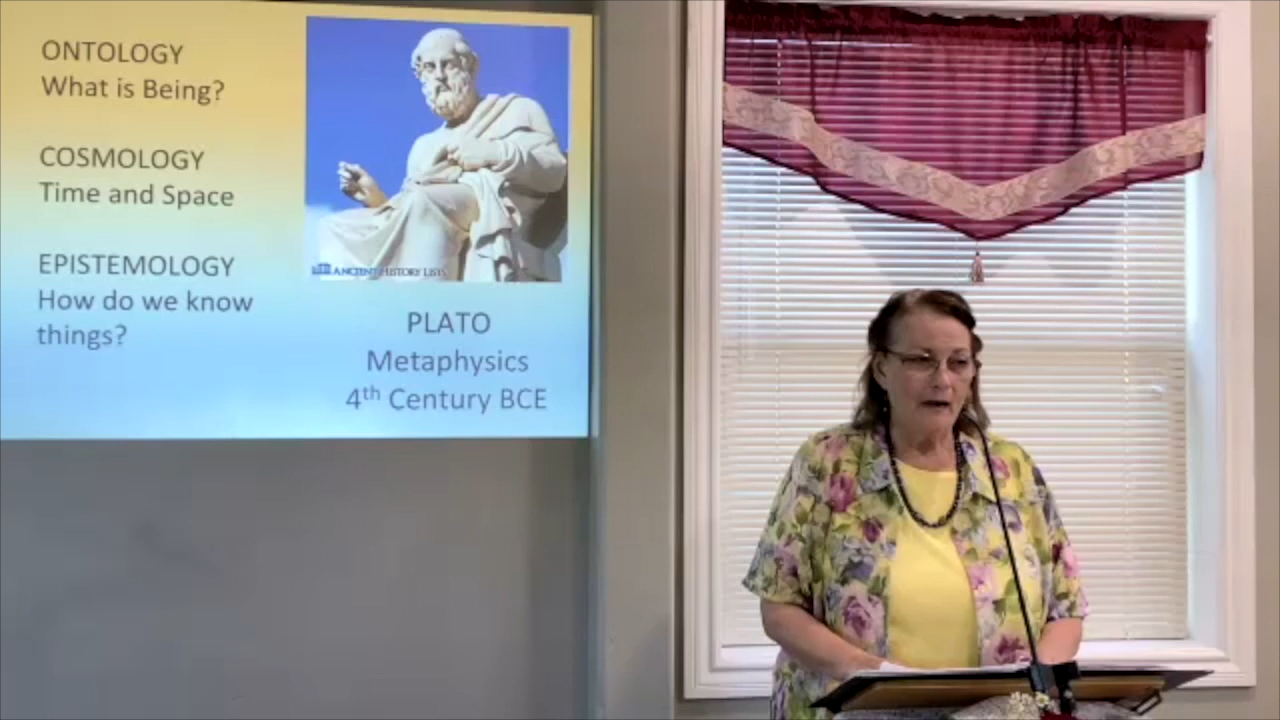 ONTOLOGY
What is Being?
COSMOLOGY
Time and Space
EPISTEMOLOGY
How do we know
things?
ANCIENT HISTORY LISTS
PLATO
Metaphysics
4th Century BCE